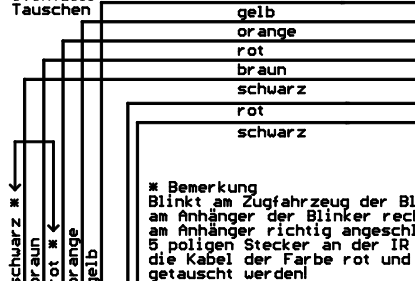 Tauschen
gelb
orange
rot
braun
schwarz
rot
schwarz
* Bemerkung
Blinkt am Zugfahrzeug der
am Anhänger der Blinker
am Anhänger richtig
5 poligen Stecker an der IR
die Kabel der Farbe rot und
getauscht werden
schwarz *
braun
rot *
orange
gelb